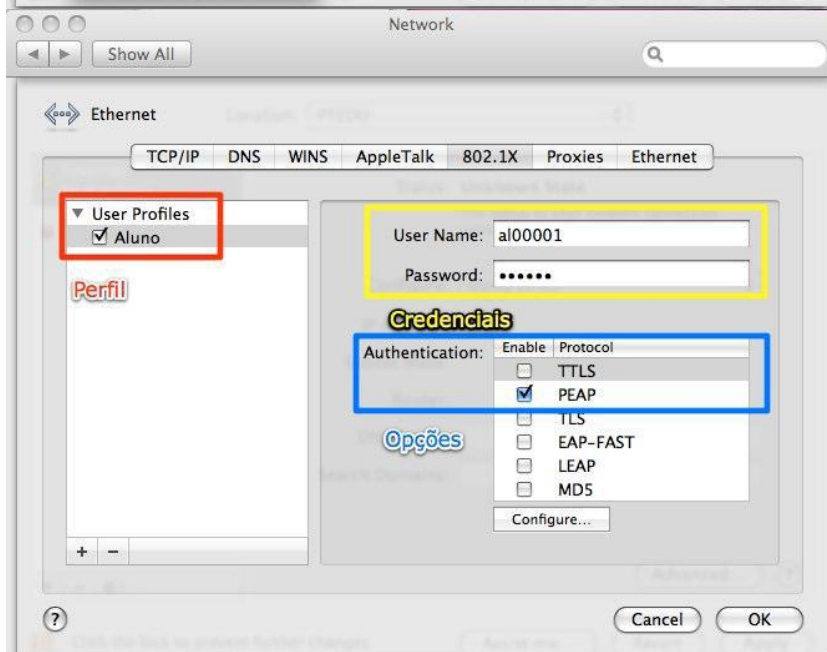 Network
Show All
Ethernet
TCP/IP DNS WINS AppleTalk 802.1X Proxies Ethernet
User Profiles
Aluno
Perfil
User Name: al00001
Password: ••••••
Credenciais
Authentication:
Enable Protocol
TTLS
PEAP
TLS
EAP-FAST
LEAP
MD5
Opções
Configure...
+ −
?
Cancel OK